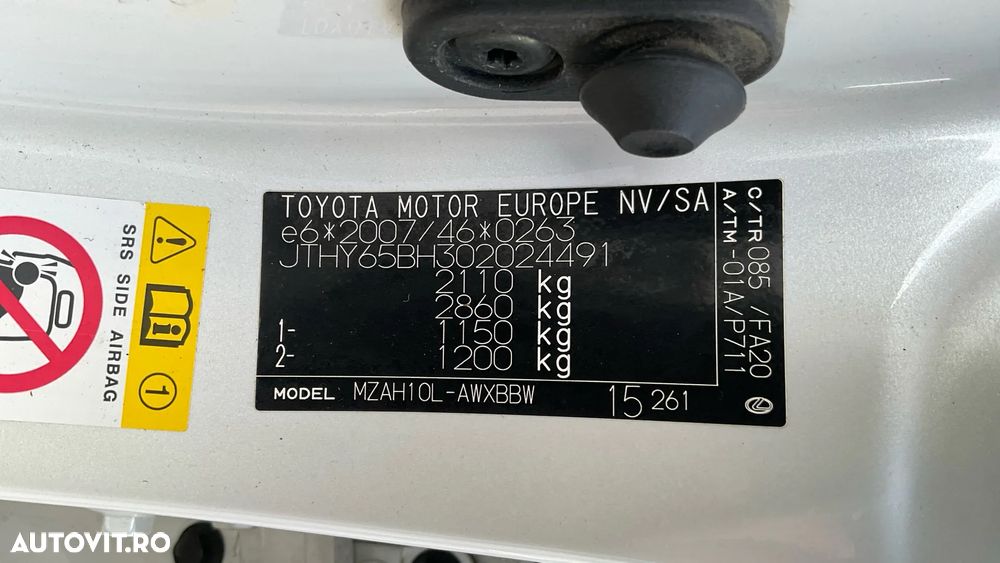 TOYOTA MOTOR EUROPE NV/SA
e6*2007/46*0263
JTHY65BH302024491
2110 kg
2860 kg
1- 1150 kg
2- 1200 kg
MODEL MZAH10L-AWXBBW 15 261
C/TR 085 /FA20
A/TM -01A/P711
SRS SIDE AIRBAG
1
AUTOVIT.RO